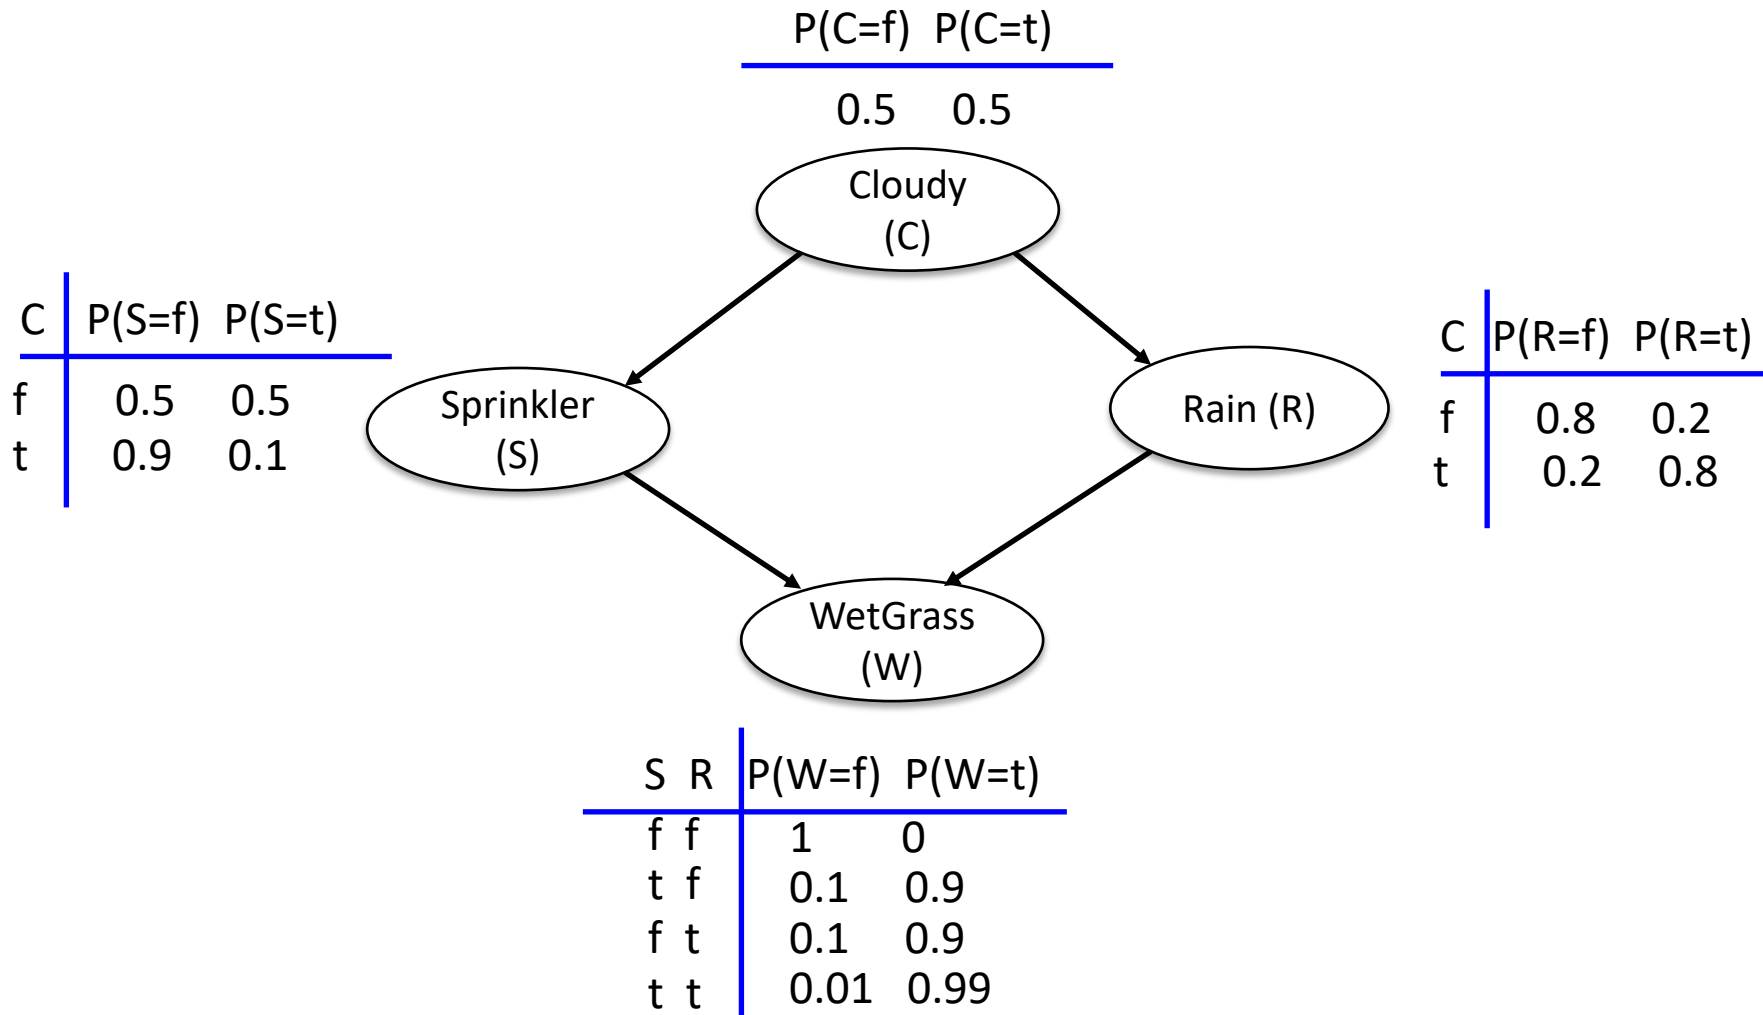 P(C=f) P(C=t)
0.5 0.5
Cloudy
(C)
C P(S=f) P(S=t)
f 0.5 0.5
t 0.9 0.1
Sprinkler
(S)
Rain (R)
C P(R=f) P(R=t)
f 0.8 0.2
t 0.2 0.8
WetGrass
(W)
S R P(W=f) P(W=t)
f f 1 0
t f 0.1 0.9
f t 0.1 0.9
t t 0.01 0.99